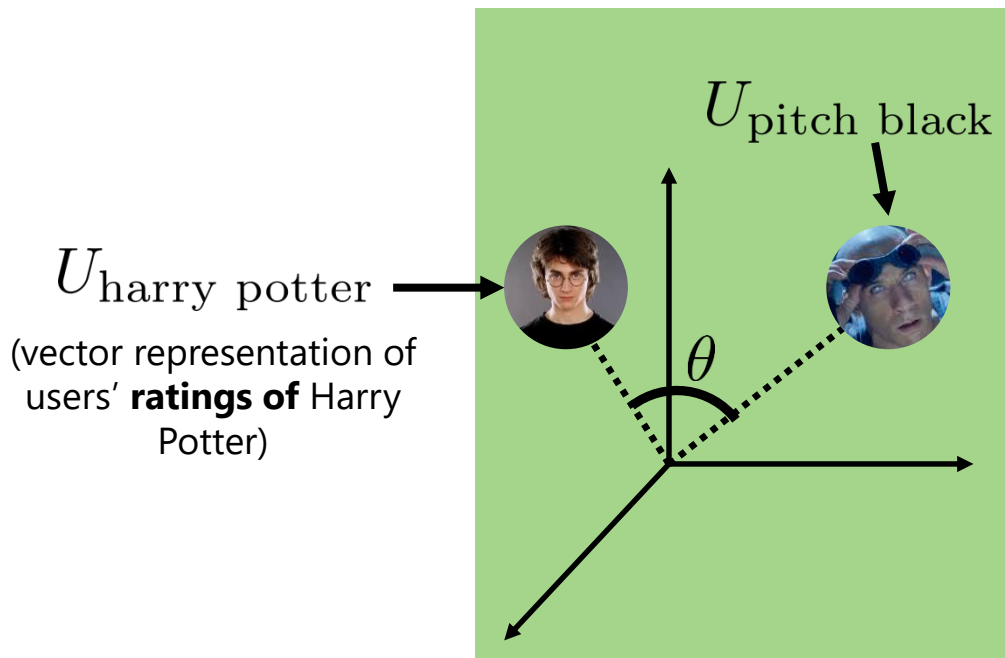 U_pitch black
U_harry potter
θ
(vector representation of
users’ ratings of Harry
Potter)